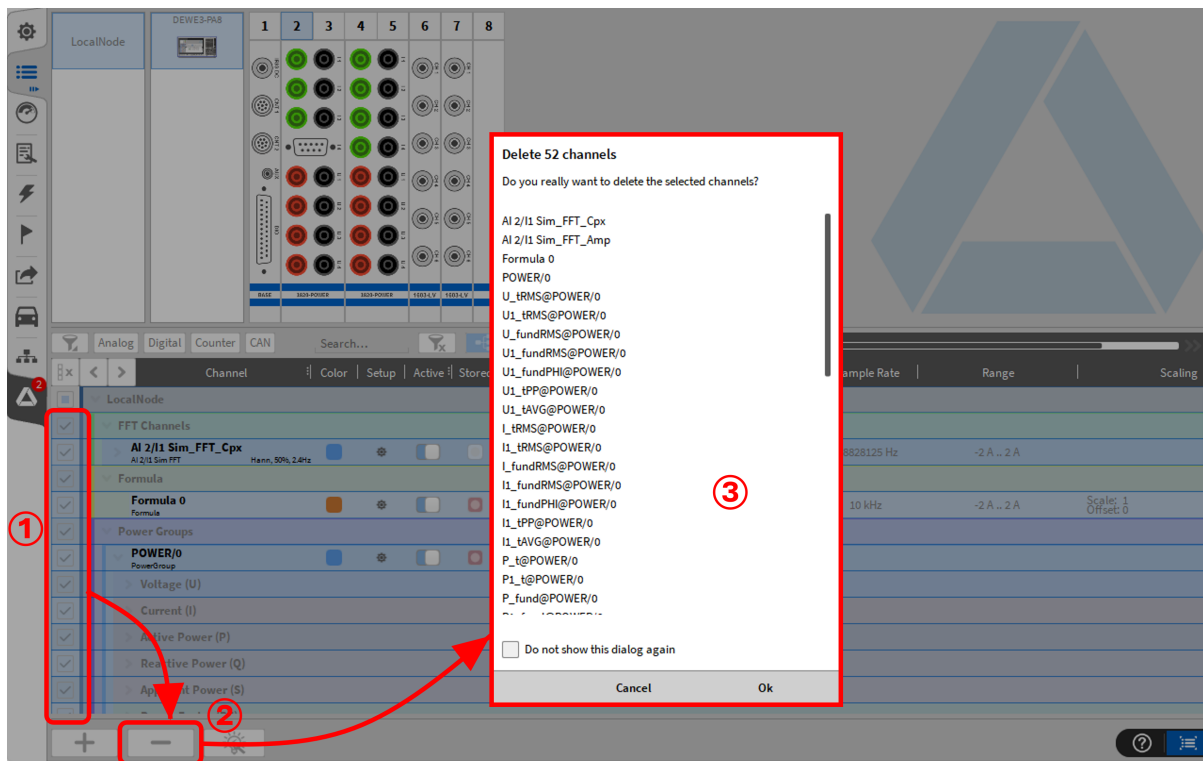 LocalNode
DEWE3-PA8
1 2 3 4 5 6 7 8
BASE
1603-LV 1603-LV
Analog Digital Counter CAN Search...
Channel Color Setup Active Stored ample Rate Range Scaling
2
LocalNode
FFT Channels
AI 2/I1 Sim_FFT_Cpx
AI 2/I1 Sim FFT Hann, 50%, 2.4Hz
8828125 Hz -2 A .. 2 A
Formula
Formula 0
Formula
10 kHz -2 A .. 2 A Scale: 1
Offset: 0
Power Groups
POWER/0
PowerGroup
Voltage (U)
Current (I)
Active Power (P)
Reactive Power (Q)
①
②
③
Delete 52 channels
Do you really want to delete the selected channels?
AI 2/I1 Sim_FFT_Cpx
AI 2/I1 Sim_FFT_Amp
Formula 0
POWER/0
U_tRMS@POWER/0
U1_tRMS@POWER/0
U_fundRMS@POWER/0
U1_fundRMS@POWER/0
U1_fundPHI@POWER/0
U1_tPP@POWER/0
U1_tAVG@POWER/0
I_tRMS@POWER/0
I1_tRMS@POWER/0
I_fundRMS@POWER/0
I1_fundRMS@POWER/0
I1_fundPHI@POWER/0
I1_tPP@POWER/0
I1_tAVG@POWER/0
P_t@POWER/0
P1_t@POWER/0
P_fund@POWER/0
Do not show this dialog again
Cancel Ok